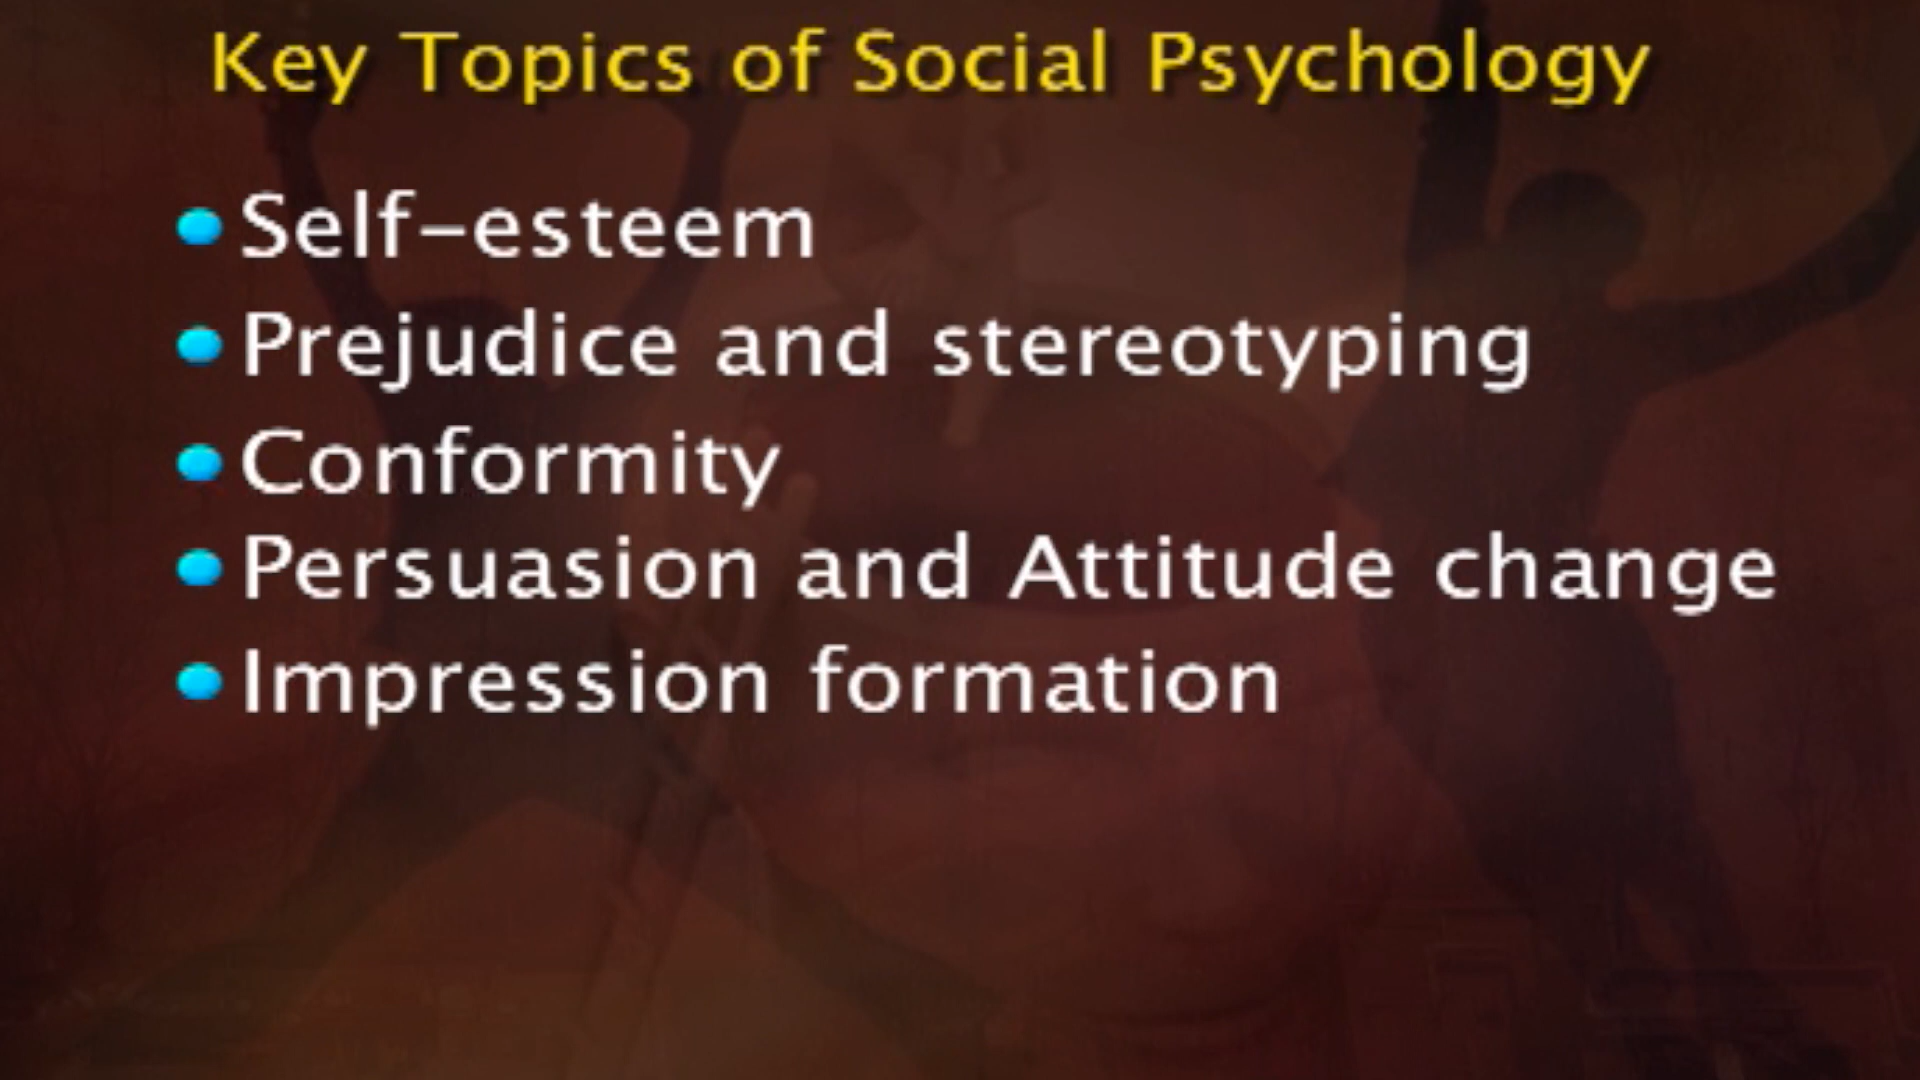 Key Topics of Social Psychology
Self-esteem
Prejudice and stereotyping
Conformity
Persuasion and Attitude change
Impression formation